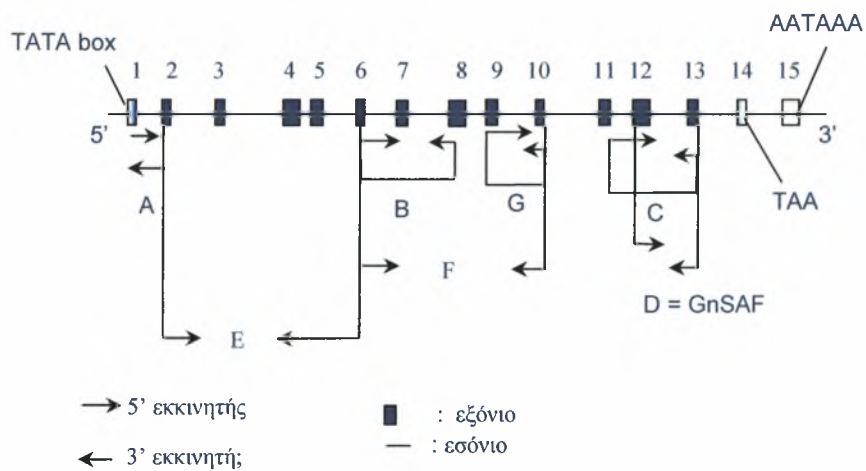 AATAAA
TATA box
1 2 3 4 5 6 7 8 9 10 11 12 13 14 15
5' 3'
A B G C TAA
F
D = GnSAF
E
5' εκκινητής : εξόνιο
3' εκκινητή; : εσόνιο